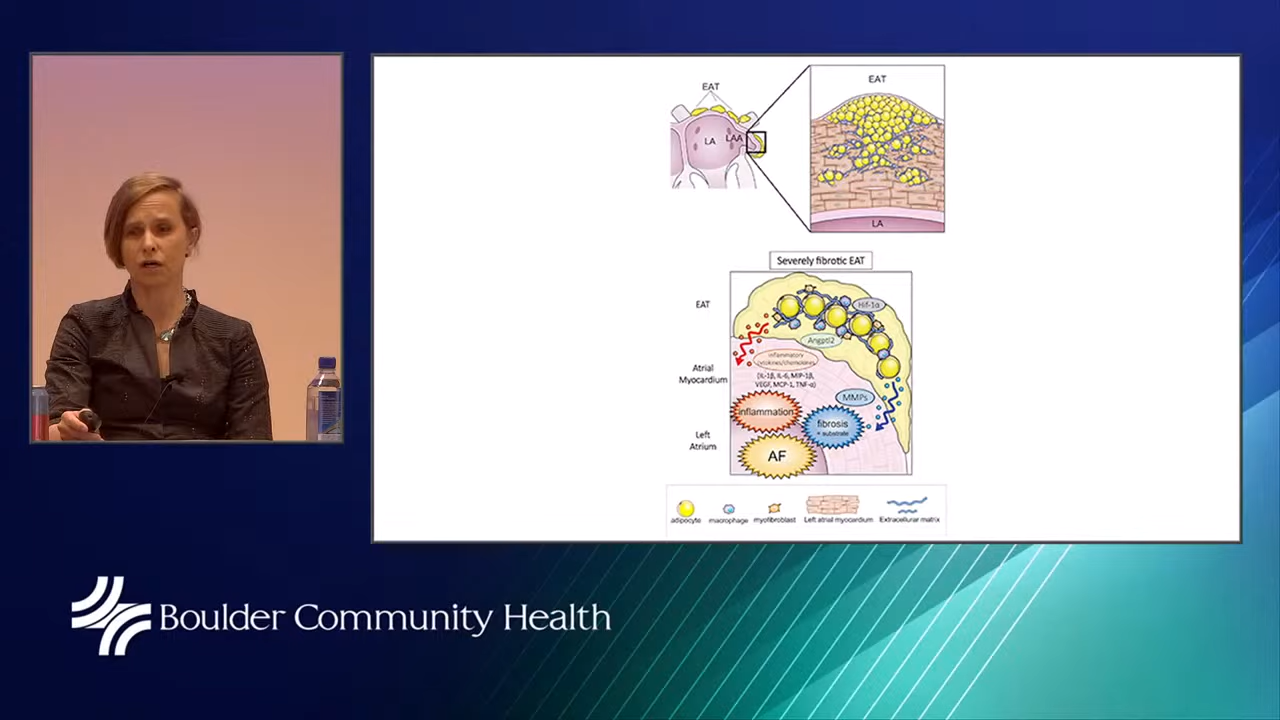 EAT
EAT
LA
LAA
LA
Severely fibrotic EAT
EAT
Hif-1α
Angptl2
inflammatory
cytokines/chemokines
(IL-1β, IL-6, MIP-1β,
VEGF, MCP-1, TNF-α)
Atrial
Myocardium
MMPs
inflammation
fibrosis
= substrate
Left
Atrium
AF
adipocyte
macrophage
myofibroblast
Left atrial myocardium
Extracellular matrix
Boulder Community Health